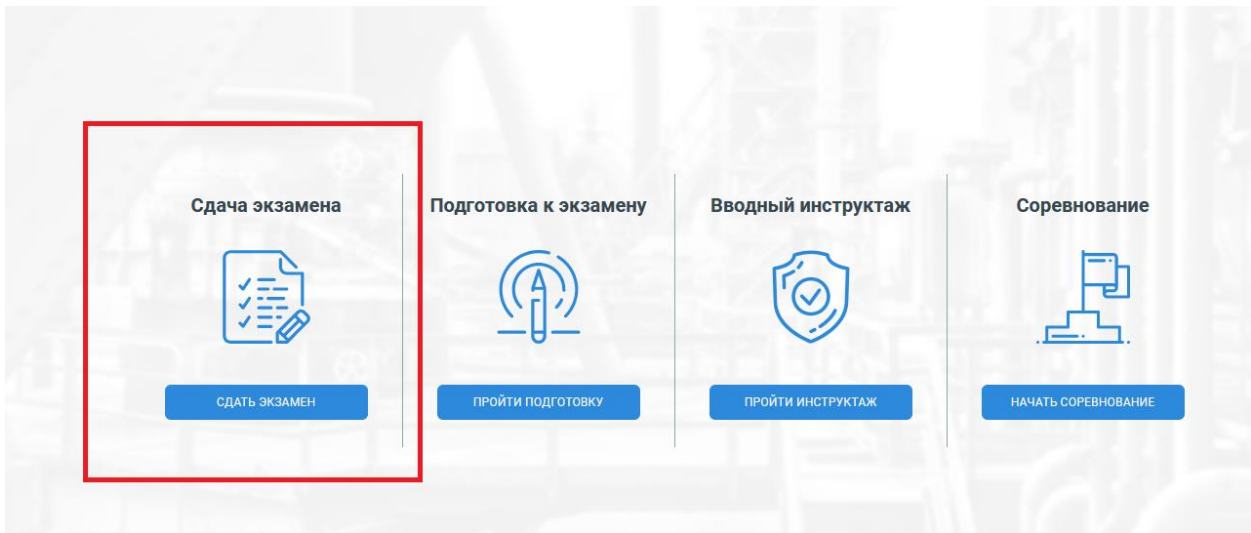 Сдача экзамена
Подготовка к экзамену
Вводный инструктаж
Соревнование
СДАТЬ ЭКЗАМЕН
ПРОЙТИ ПОДГОТОВКУ
ПРОЙТИ ИНСТРУКТАЖ
НАЧАТЬ СОРЕВНОВАНИЕ